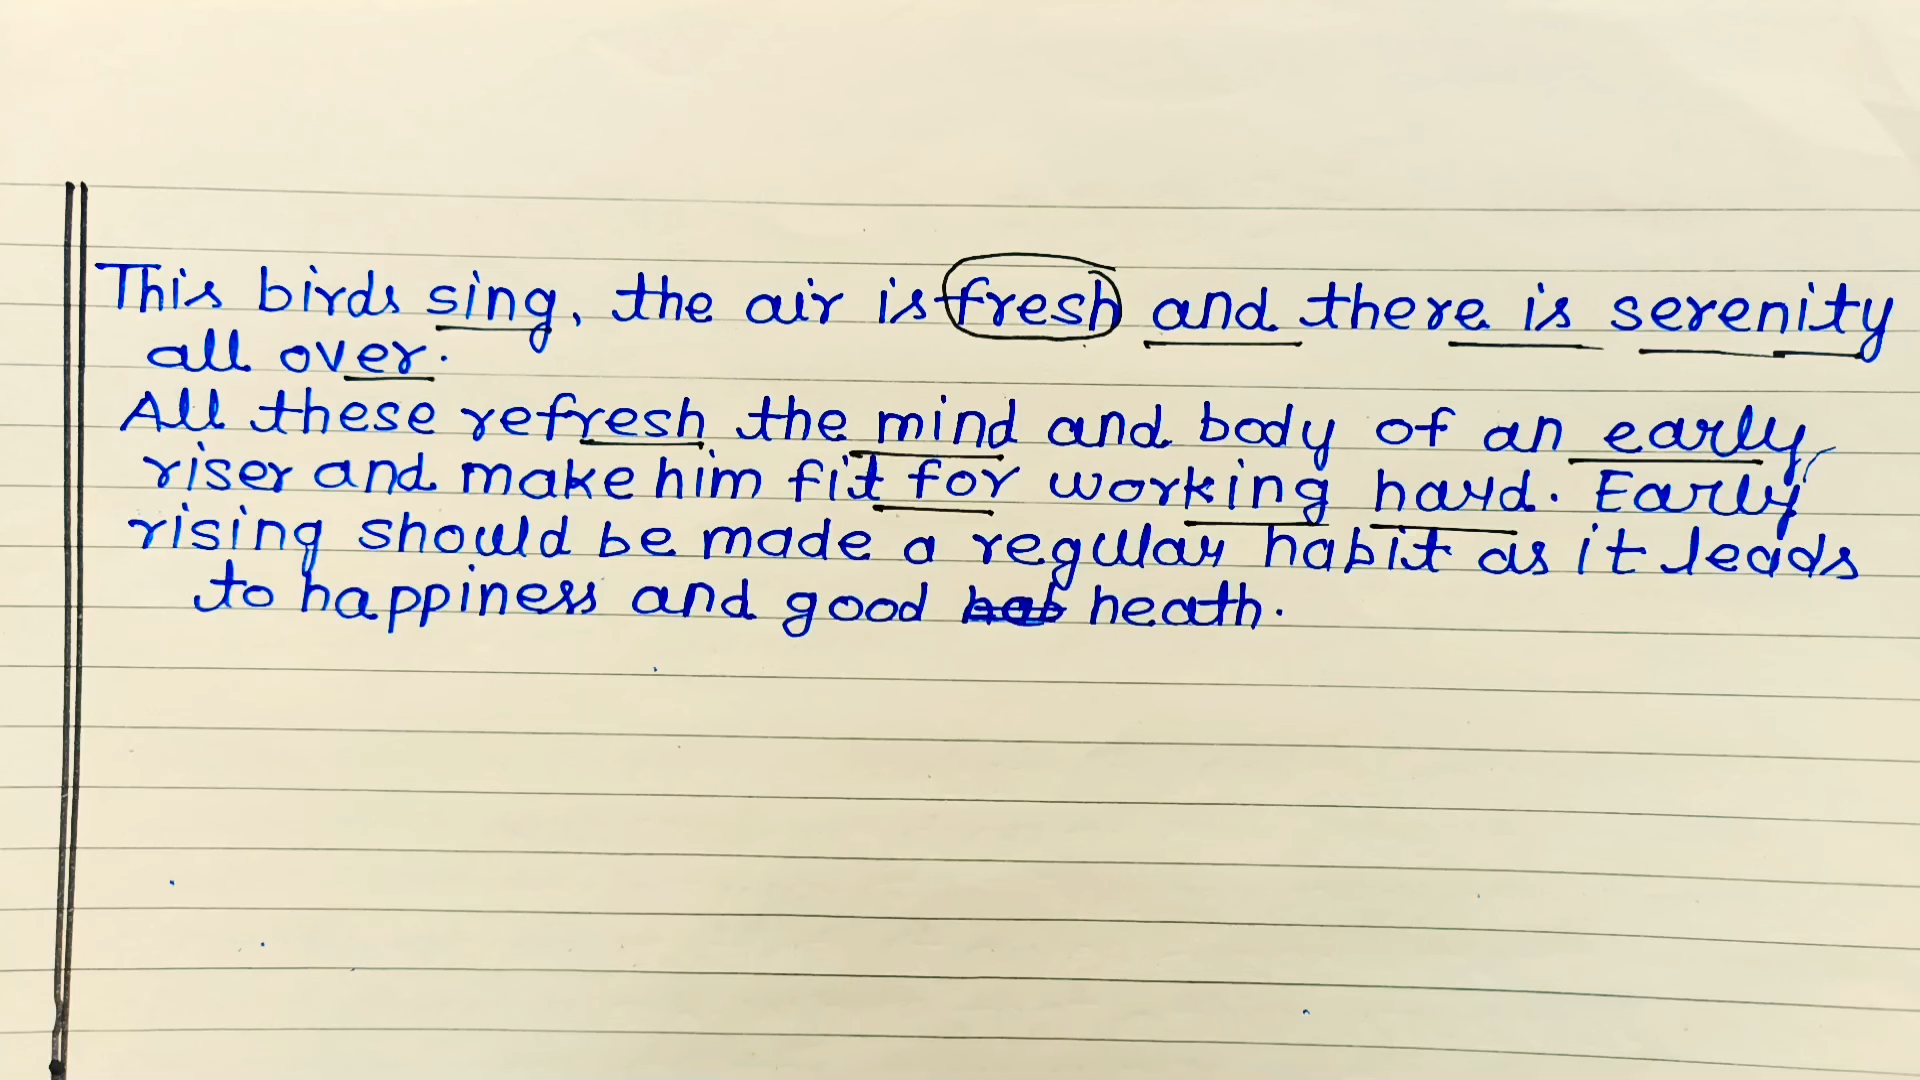 This birds sing, the air is fresh and there is serenity
all over.
All these refresh the mind and body of an early
riser and make him fit for working hard. Early
rising should be made a regular habit as it leads
to happiness and good heath.